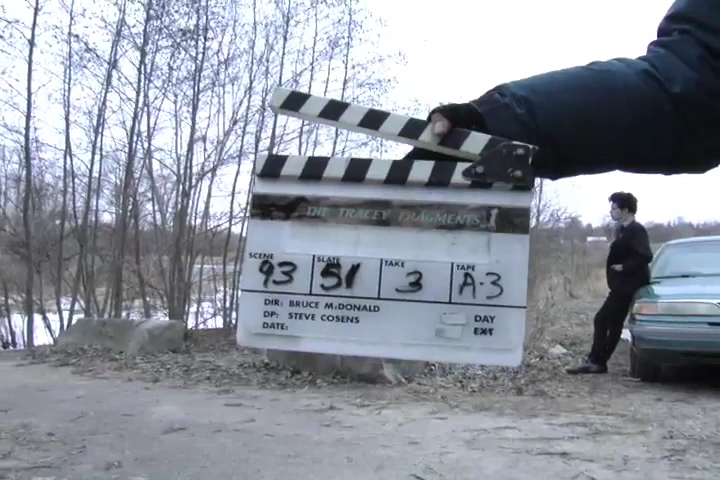 THE TRACEY FRAGMENTS
SCENE SLATE TAKE TAPE
93 51 3 A-3
DIR: BRUCE McDONALD
DP: STEVE COSENS DAY
DATE: EXT